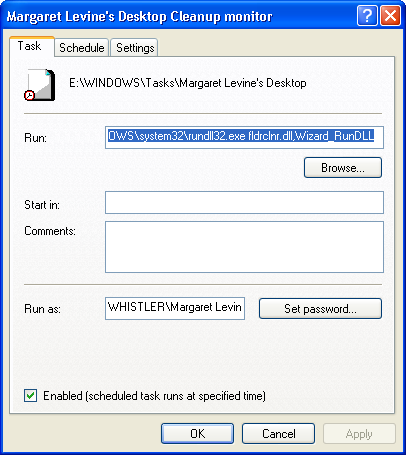 Margaret Levine's Desktop Cleanup monitor
Task Schedule Settings
E:\WINDOWS\Tasks\Margaret Levine's Desktop
Run: OWS\system32\rundll32.exe fldrclnr.dll,Wizard_RunDLL
Browse...
Start in:
Comments:
Run as: WHISTLER\Margaret Levin Set password...
Enabled (scheduled task runs at specified time)
OK Cancel Apply